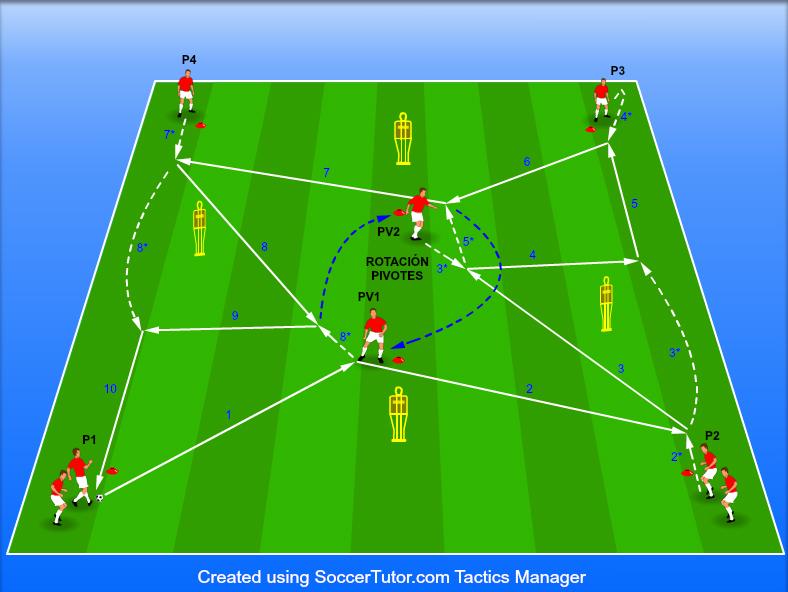 P4
P3
7*
4*
6
7
5
PV2
5*
8*
8
ROTACIÓN
PIVOTES
3*
4
PV1
9
8*
3*
3
10
2
1
P1
P2
2*
Created using SoccerTutor.com Tactics Manager